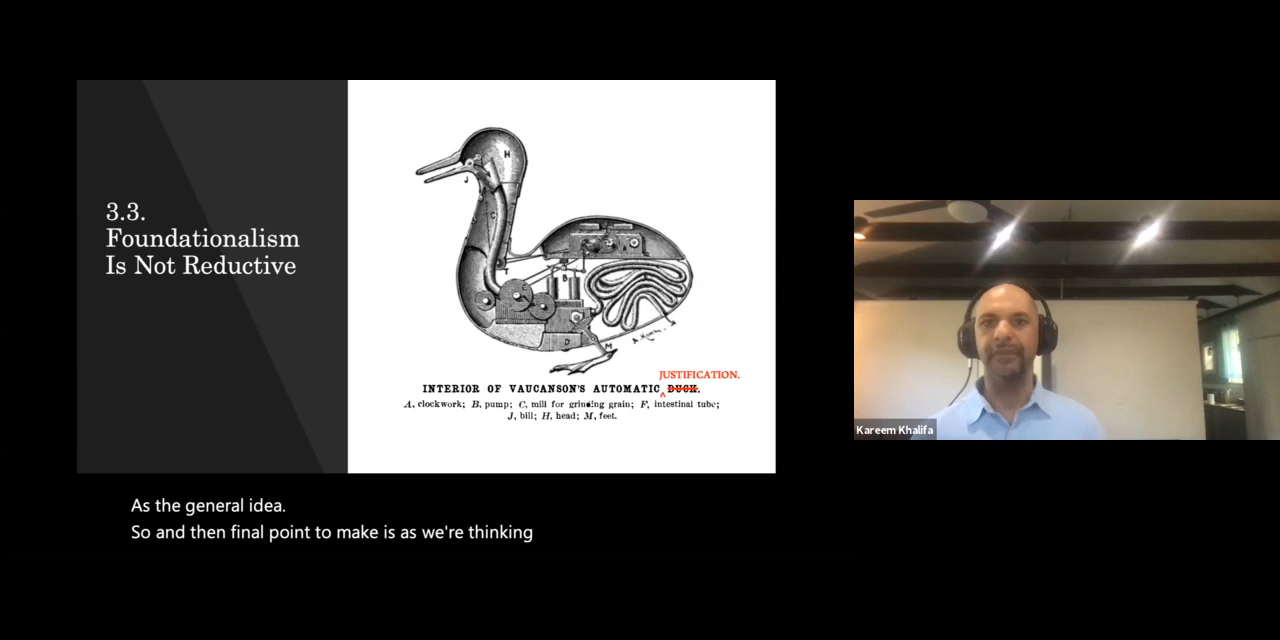 3.3.
Foundationalism
Is Not Reductive
H
J
C
T
B
D
M
JUSTIFICATION.
INTERIOR OF VAUCANSON'S AUTOMATIC ^ DUCK.
A, clockwork; B, pump; C, mill for grinding grain; F, intestinal tube;
J, bill; H, head; M, feet.
Kareem Khalifa
As the general idea.
So and then final point to make is as we're thinking